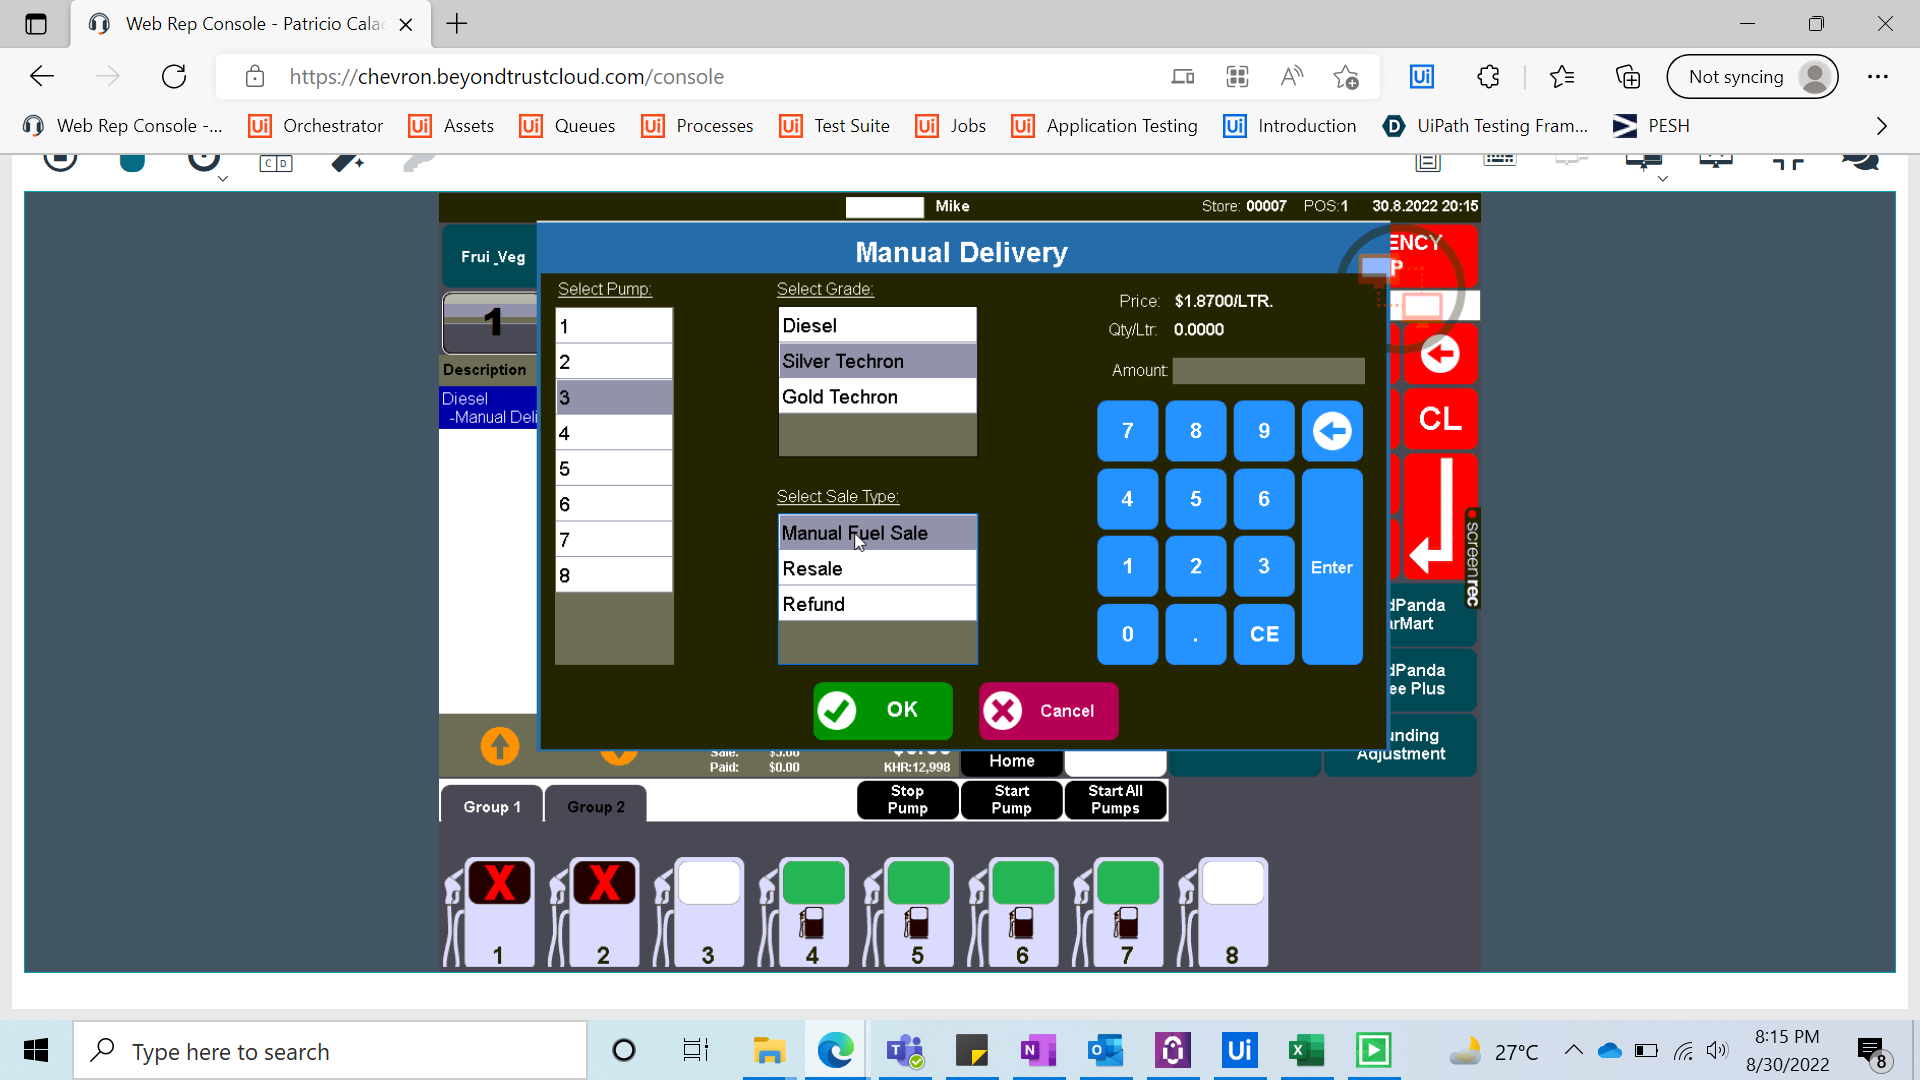 Web Rep Console - Patricio Cala
https://chevron.beyondtrustcloud.com/console
Not syncing
Web Rep Console -...
Orchestrator
Assets
Queues
Processes
Test Suite
Jobs
Application Testing
Introduction
UiPath Testing Fram...
PESH
Mike
Store: 00007
POS:1
30.8.2022 20:15
Frui_Veg
Manual Delivery
ENCY
P
Select Pump:
Select Grade:
Price: $1.8700/LTR.
Qty/Ltr: 0.0000
Amount:
1
Description
Diesel
-Manual Deli
1
2
3
4
5
6
7
8
Diesel
Silver Techron
Gold Techron
Select Sale Type:
Manual Fuel Sale
Resale
Refund
7 8 9
4 5 6
1 2 3 Enter
0 . CE
CL
screenrec
OK
Cancel
dPanda
arMart
dPanda
ee Plus
unding
Adjustment
Sale: $5.00
Paid: $0.00
KHR:12,998
Home
Group 1
Group 2
Stop Pump
Start Pump
Start All Pumps
X X
1 2 3 4 5 6 7 8
Type here to search
27°C
8:15 PM
8/30/2022
8